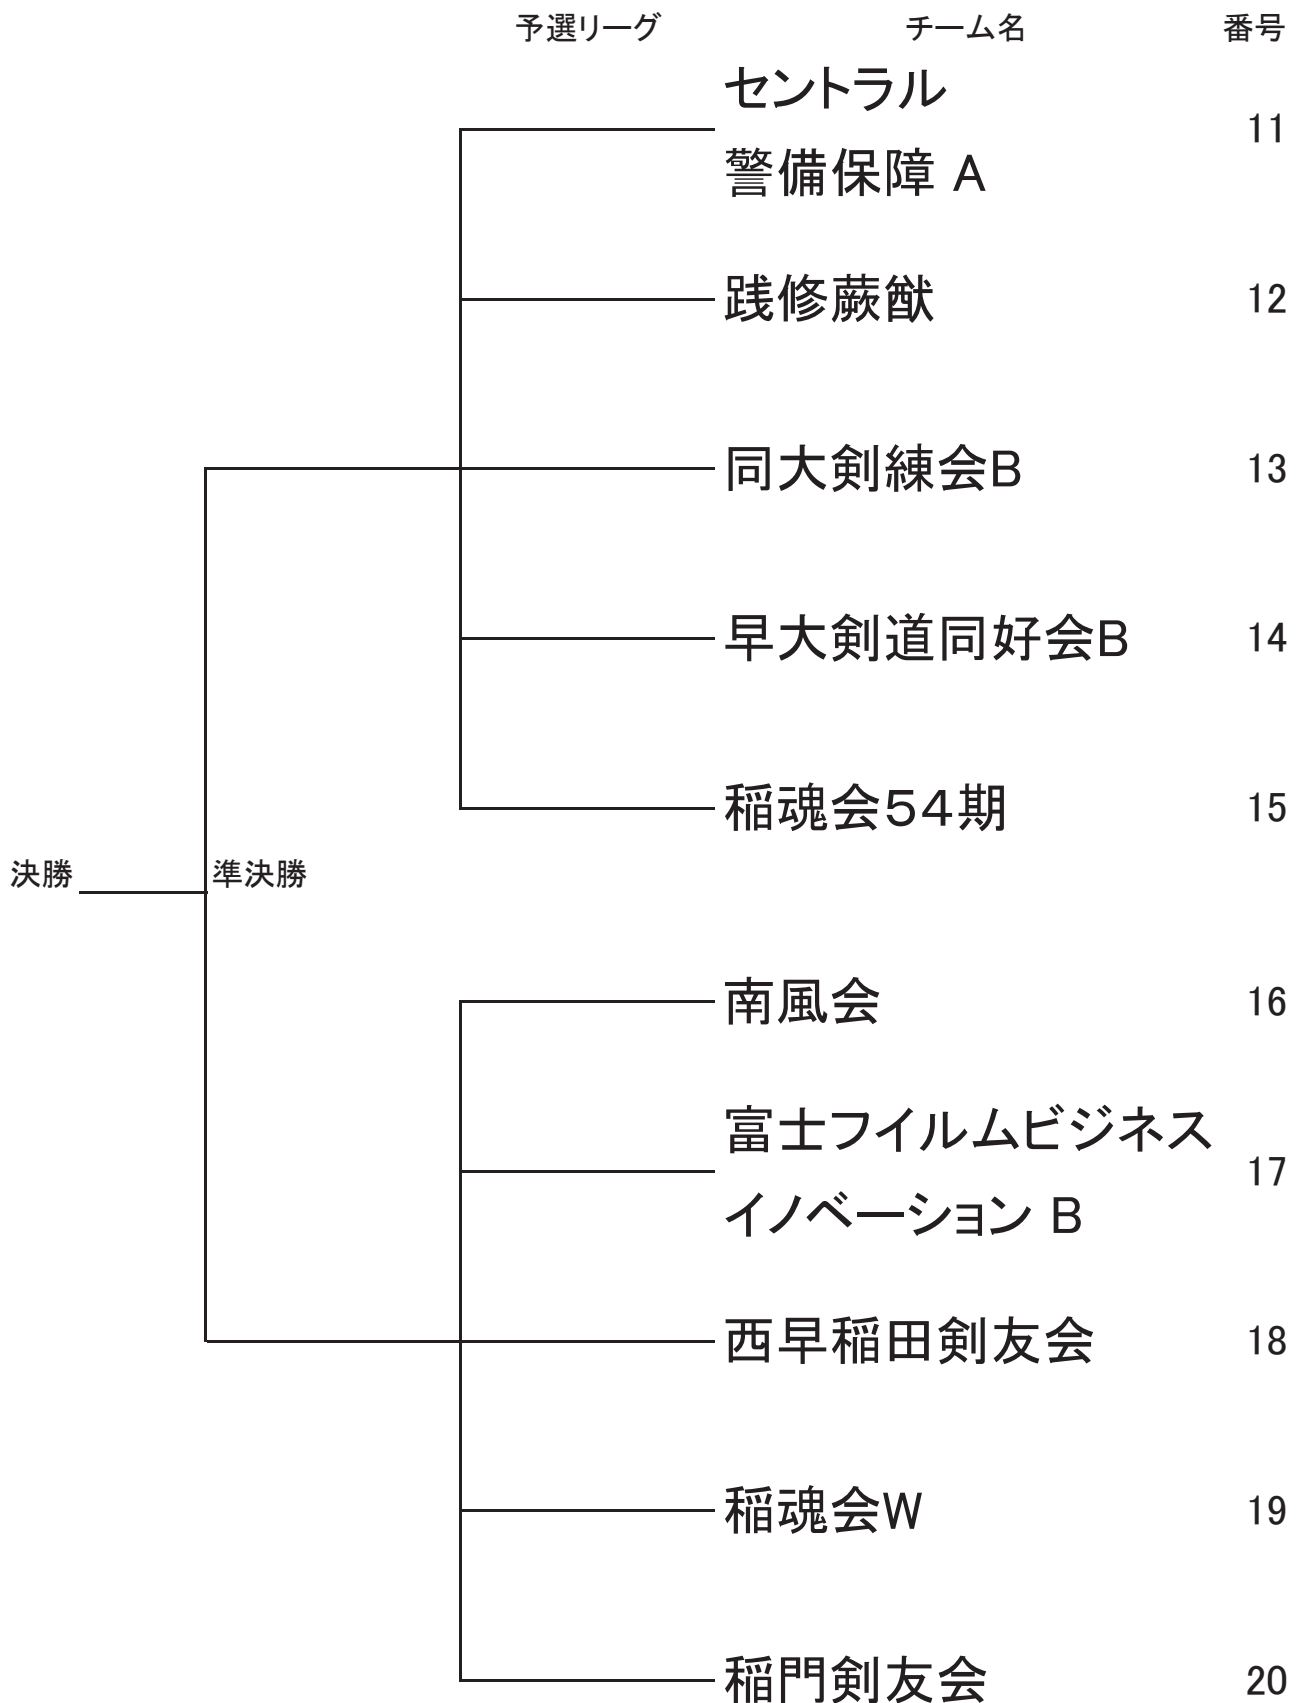 予選リーグ チーム名 番号
セントラル
警備保障 A 11
践修蕨猷 12
同大剣練会B 13
早大剣道同好会B 14
稲魂会54期 15
決勝 準決勝
南風会 16
富士フイルムビジネス
イノベーション B 17
西早稲田剣友会 18
稲魂会W 19
稲門剣友会 20